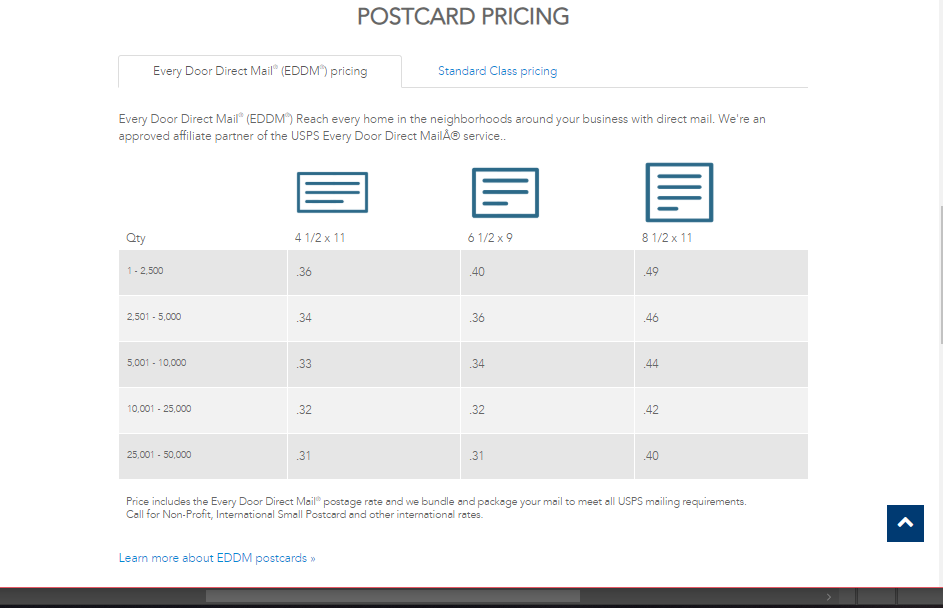 POSTCARD PRICING
Every Door Direct Mail® (EDDM®) pricing
Standard Class pricing
Every Door Direct Mail® (EDDM®) Reach every home in the neighborhoods around your business with direct mail. We're an
approved affiliate partner of the USPS Every Door Direct MailÂ® service..
Qty 4 1/2 x 11 6 1/2 x 9 8 1/2 x 11
1 - 2,500 .36 .40 .49
2,501 - 5,000 .34 .36 .46
5,001 - 10,000 .33 .34 .44
10,001 - 25,000 .32 .32 .42
25,001 - 50,000 .31 .31 .40
Price includes the Every Door Direct Mail® postage rate and we bundle and package your mail to meet all USPS mailing requirements.
Call for Non-Profit, International Small Postcard and other international rates.
Learn more about EDDM postcards »